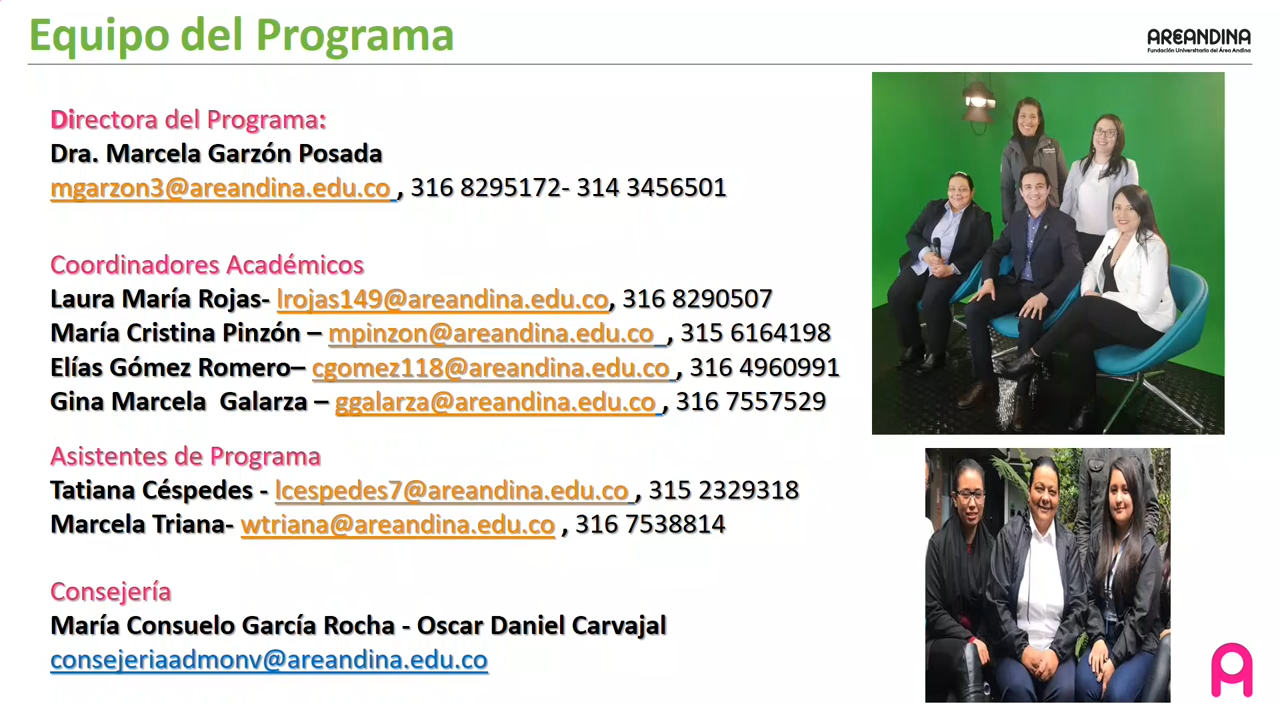 Equipo del Programa
AREANDINA
Fundación Universitaria del Área Andina
Directora del Programa:
Dra. Marcela Garzón Posada
mgarzon3@areandina.edu.co , 316 8295172- 314 3456501
Coordinadores Académicos
Laura María Rojas- lrojas149@areandina.edu.co, 316 8290507
María Cristina Pinzón – mpinzon@areandina.edu.co , 315 6164198
Elías Gómez Romero– cgomez118@areandina.edu.co , 316 4960991
Gina Marcela Galarza – ggalarza@areandina.edu.co , 316 7557529
Asistentes de Programa
Tatiana Céspedes - lcespedes7@areandina.edu.co , 315 2329318
Marcela Triana- wtriana@areandina.edu.co , 316 7538814
Consejería
María Consuelo García Rocha - Oscar Daniel Carvajal
consejeriaadmonv@areandina.edu.co